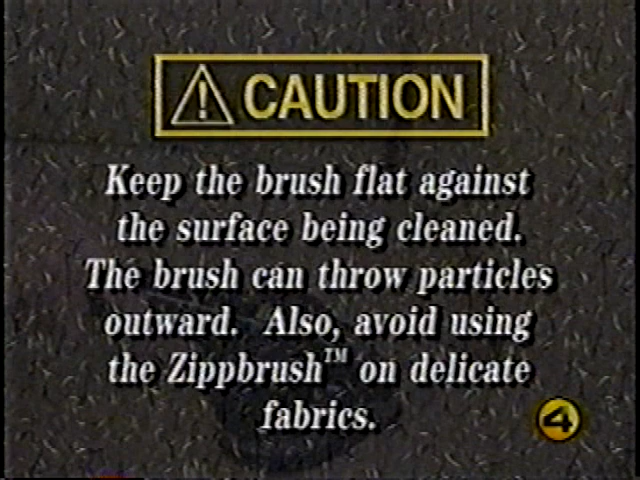 CAUTION
Keep the brush flat against
the surface being cleaned.
The brush can throw particles
outward. Also, avoid using
the Zippbrush™ on delicate
fabrics.
4